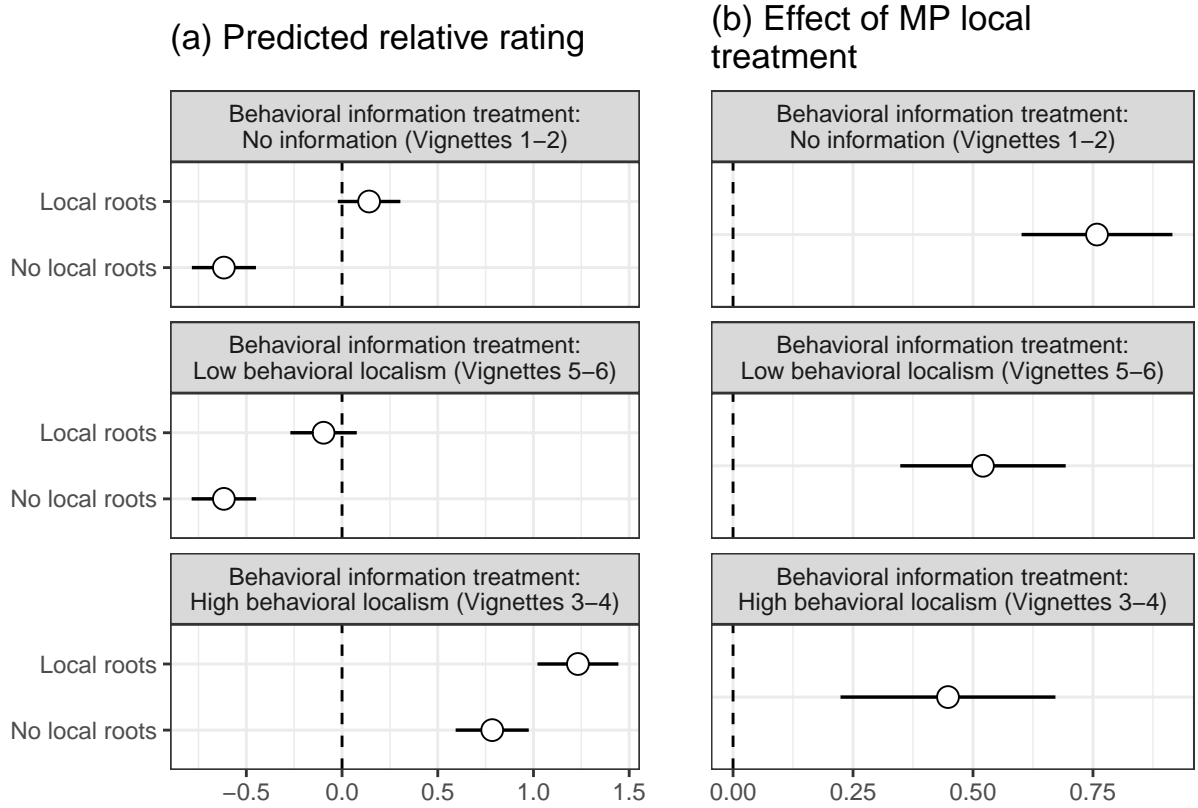 (a) Predicted relative rating
(b) Effect of MP local
treatment
Behavioral information treatment:
No information (Vignettes 1−2)
Local roots
No local roots
Behavioral information treatment:
Low behavioral localism (Vignettes 5−6)
Local roots
No local roots
Behavioral information treatment:
High behavioral localism (Vignettes 3−4)
Local roots
No local roots
−0.5 0.0 0.5 1.0 1.5
Behavioral information treatment:
No information (Vignettes 1−2)
Behavioral information treatment:
Low behavioral localism (Vignettes 5−6)
Behavioral information treatment:
High behavioral localism (Vignettes 3−4)
0.00 0.25 0.50 0.75